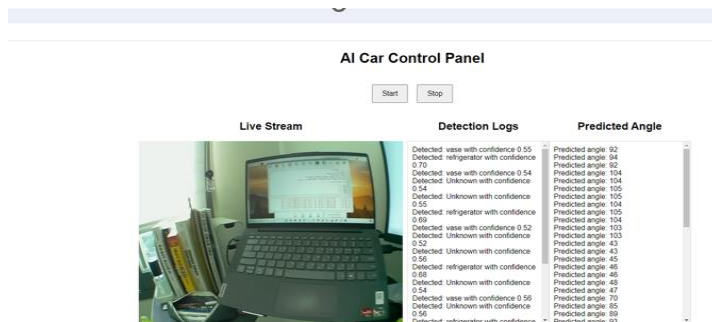 AI Car Control Panel
Start
Stop
Live Stream
Detection Logs
Predicted Angle
Detected: vase with confidence 0.55
Detected: refrigerator with confidence
0.70
Detected: vase with confidence 0.54
Detected: Unknown with confidence
0.54
Detected: Unknown with confidence
0.55
Detected: refrigerator with confidence
0.69
Detected: vase with confidence 0.52
Detected: Unknown with confidence
0.52
Detected: Unknown with confidence
0.56
Detected: refrigerator with confidence
0.68
Detected: Unknown with confidence
0.54
Detected: vase with confidence 0.56
Detected: Unknown with confidence
0.56
Detected: refrigerator with confidence
Predicted angle: 92
Predicted angle: 94
Predicted angle: 92
Predicted angle: 104
Predicted angle: 104
Predicted angle: 105
Predicted angle: 105
Predicted angle: 104
Predicted angle: 105
Predicted angle: 104
Predicted angle: 103
Predicted angle: 103
Predicted angle: 43
Predicted angle: 43
Predicted angle: 45
Predicted angle: 46
Predicted angle: 46
Predicted angle: 48
Predicted angle: 47
Predicted angle: 70
Predicted angle: 85
Predicted angle: 89
Predicted angle: 93